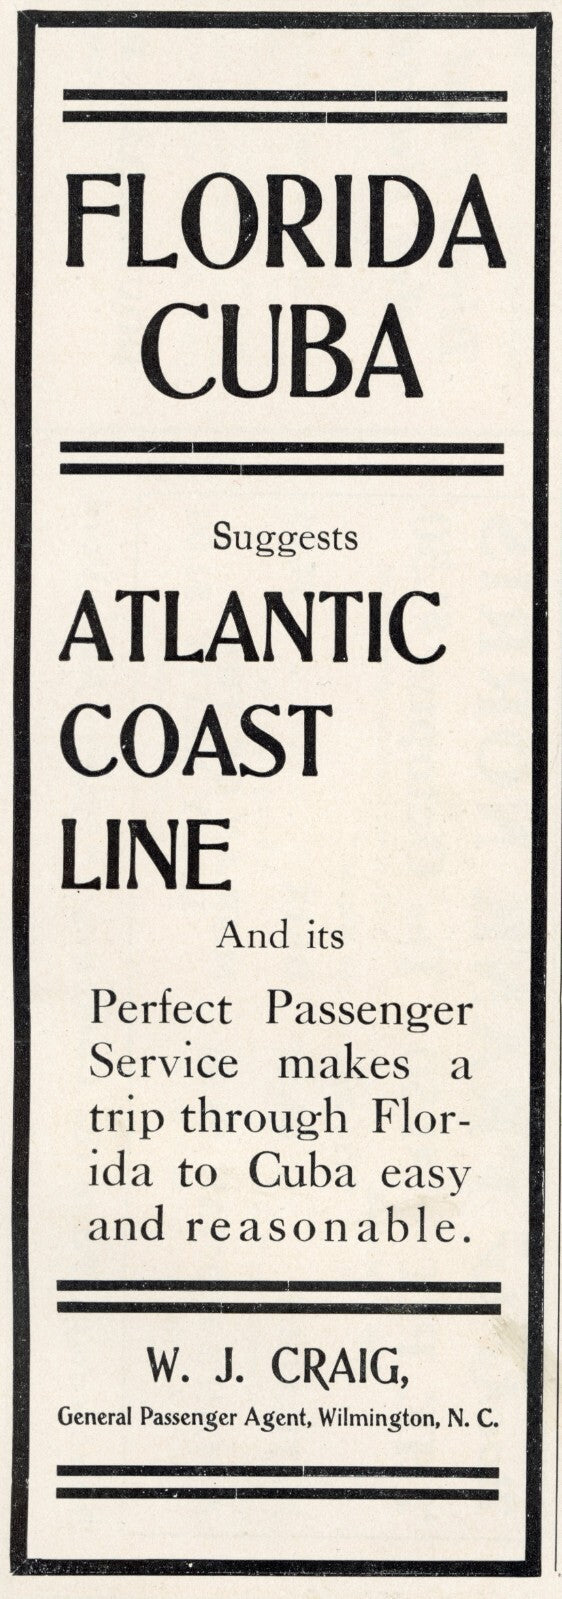 FLORIDA
CUBA
Suggests
ATLANTIC
COAST
LINE
And its
Perfect Passenger
Service makes a
trip through Flor-
ida to Cuba easy
and reasonable.
W. J. CRAIG,
General Passenger Agent, Wilmington, N. C.